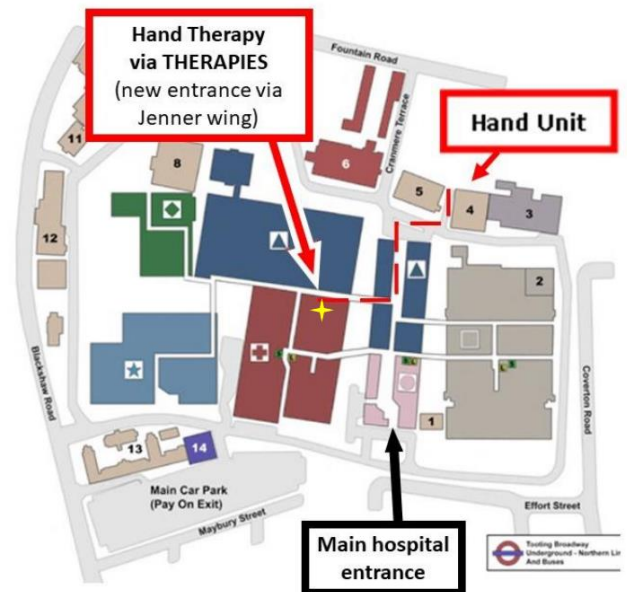 Hand Therapy
via THERAPIES
(new entrance via
Jenner wing)
Fountain Road
Cranmere Terrace
Hand Unit
11
8
6
5
4
3
12
2
Blackshaw Road
S
L
S
L
L
S
Coverton Road
1
13
14
Main Car Park
(Pay On Exit)
Maybury Street
Effort Street
Main hospital
entrance
Tooting Broadway
Underground - Northern Lin
And Buses